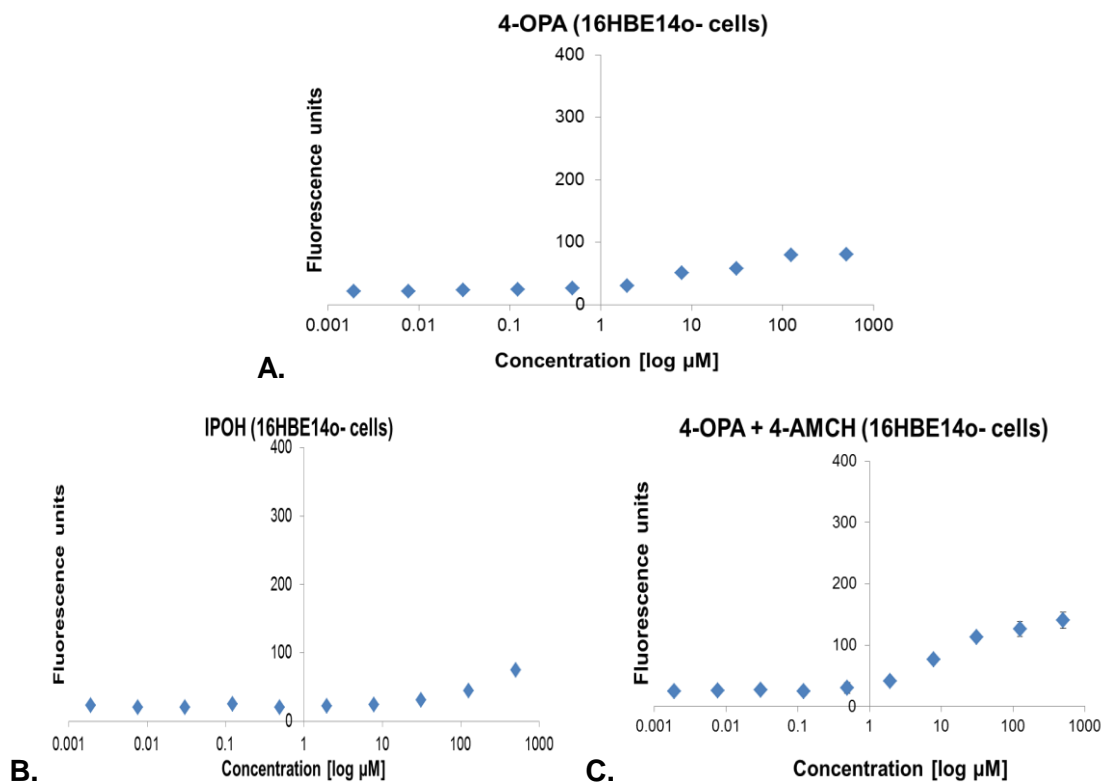 4-OPA (16HBE14o- cells)
Fluorescence units
400
300
200
100
0
0.001 0.01 0.1 1 10 100 1000
Concentration [log µM]
A.
IPOH (16HBE14o- cells)
Fluorescence units
400
300
200
100
0
0.001 0.01 0.1 1 10 100 1000
Concentration [log µM]
B.
4-OPA + 4-AMCH (16HBE14o- cells)
Fluorescence units
400
300
200
100
0
0.001 0.01 0.1 1 10 100 1000
Concentration [log µM]
C.